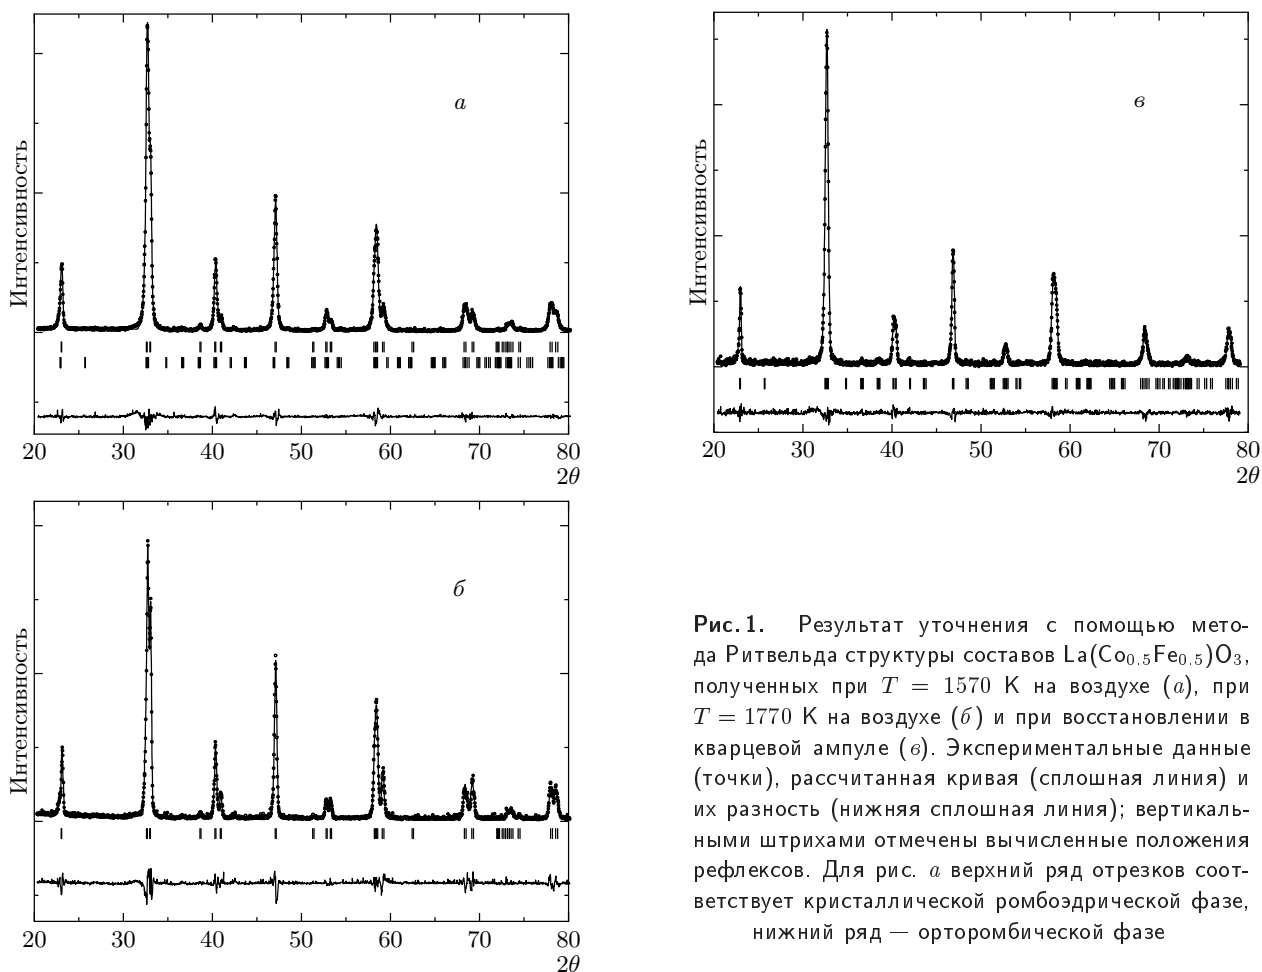 а
Интенсивность
20 30 40 50 60 70 80
2θ
в
Интенсивность
20 30 40 50 60 70 80
2θ
б
Интенсивность
20 30 40 50 60 70 80
2θ
Рис. 1. Результат уточнения с помощью мето-
да Ритвельда структуры составов La(Co0.5Fe0.5)O3,
полученных при T = 1570 К на воздухе (а), при
T = 1770 К на воздухе (б) и при восстановлении в
кварцевой ампуле (в). Экспериментальные данные
(точки), рассчитанная кривая (сплошная линия) и
их разность (нижняя сплошная линия); вертикаль-
ными штрихами отмечены вычисленные положения
рефлексов. Для рис. а верхний ряд отрезков соот-
ветствует кристаллической ромбоэдрической фазе,
нижний ряд — орторомбической фазе